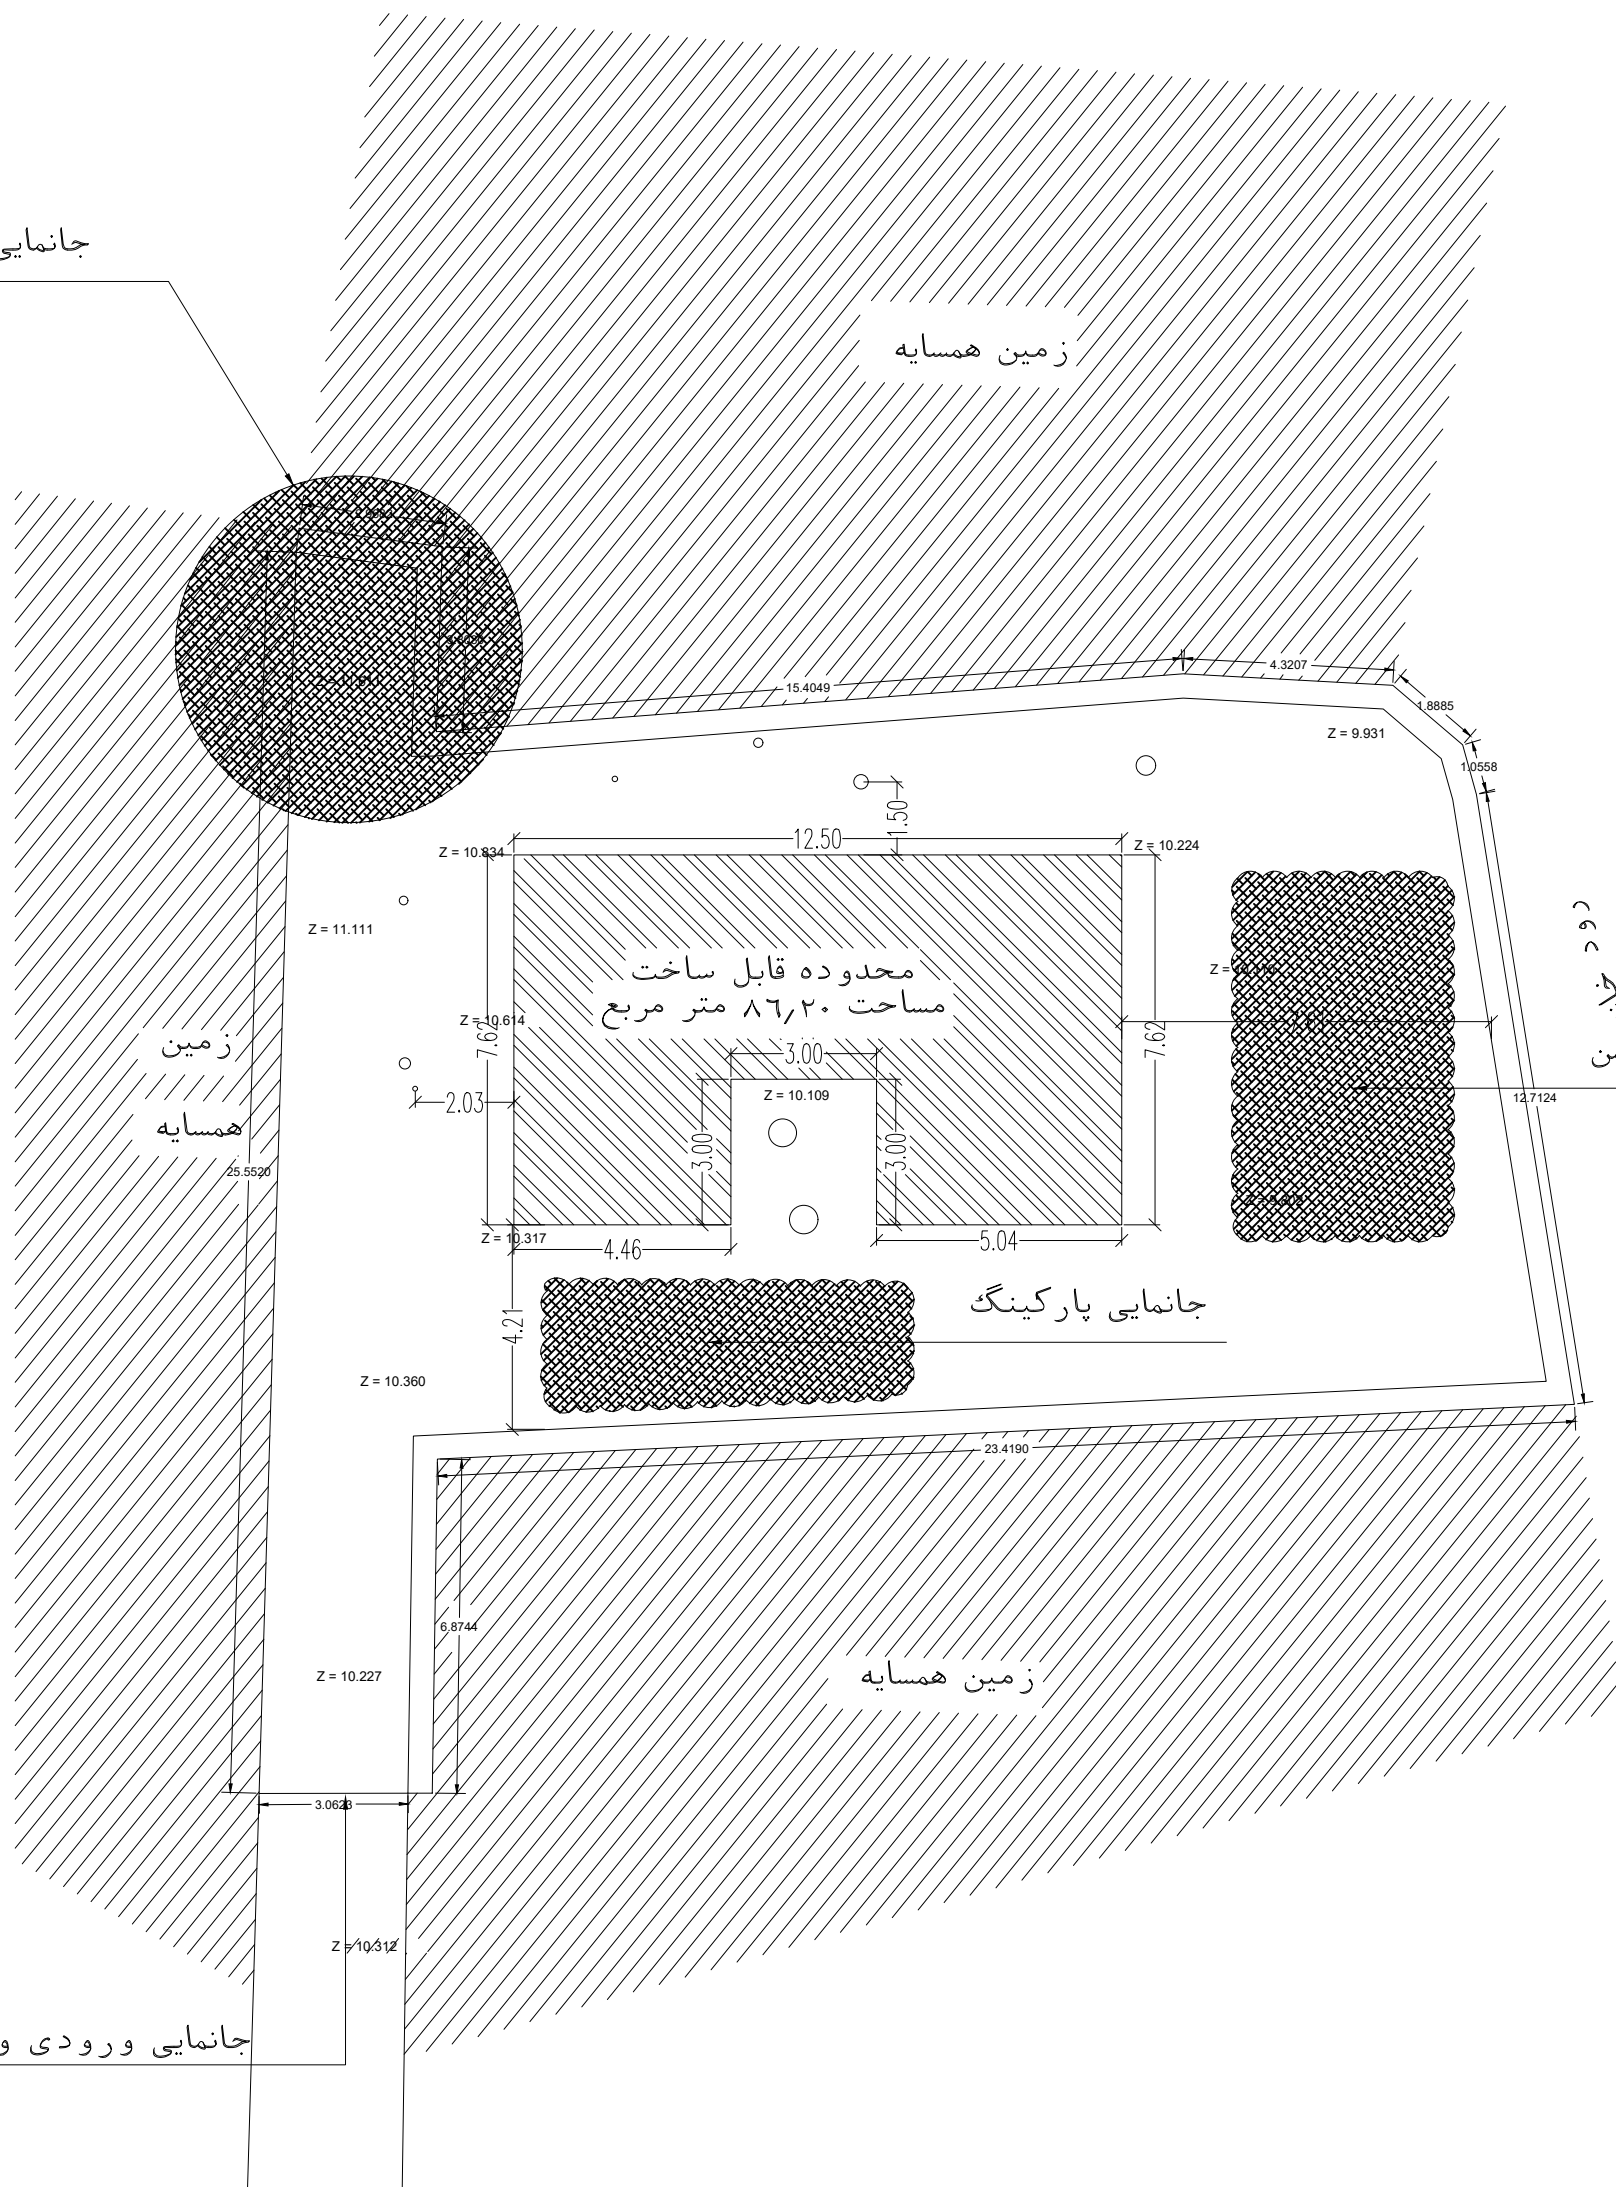 جانمایی
زمین همسایه
15.4049
4.3207
1.8885
Z = 9.931
1.0558
1.50
12.50
Z = 10.834
Z = 10.224
Z = 11.111
رود
محدوده قابل ساخت
مساحت ۸٦٫۲۰ متر مربع
Z = 10.614
7.62
7.62
زمین
همسایه
3.00
Z = 10.109
2.03
12.7124
3.00
3.00
25.5520
Z = 10.317
4.46
5.04
جانمایی پارکینگ
4.21
Z = 10.360
23.4190
6.8744
زمین همسایه
Z = 10.227
3.0623
Z = 10.312
جانمایی ورودی و